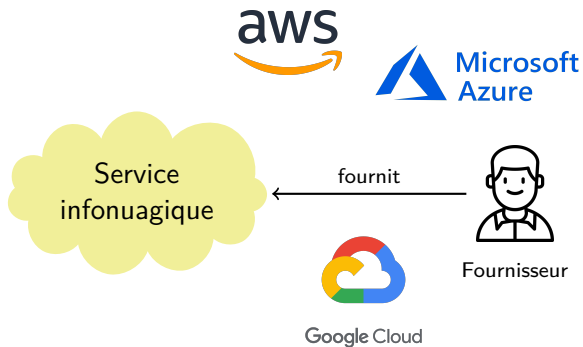 aws
Microsoft
Azure
Service
infonuagique
fournit
Fournisseur
Google Cloud